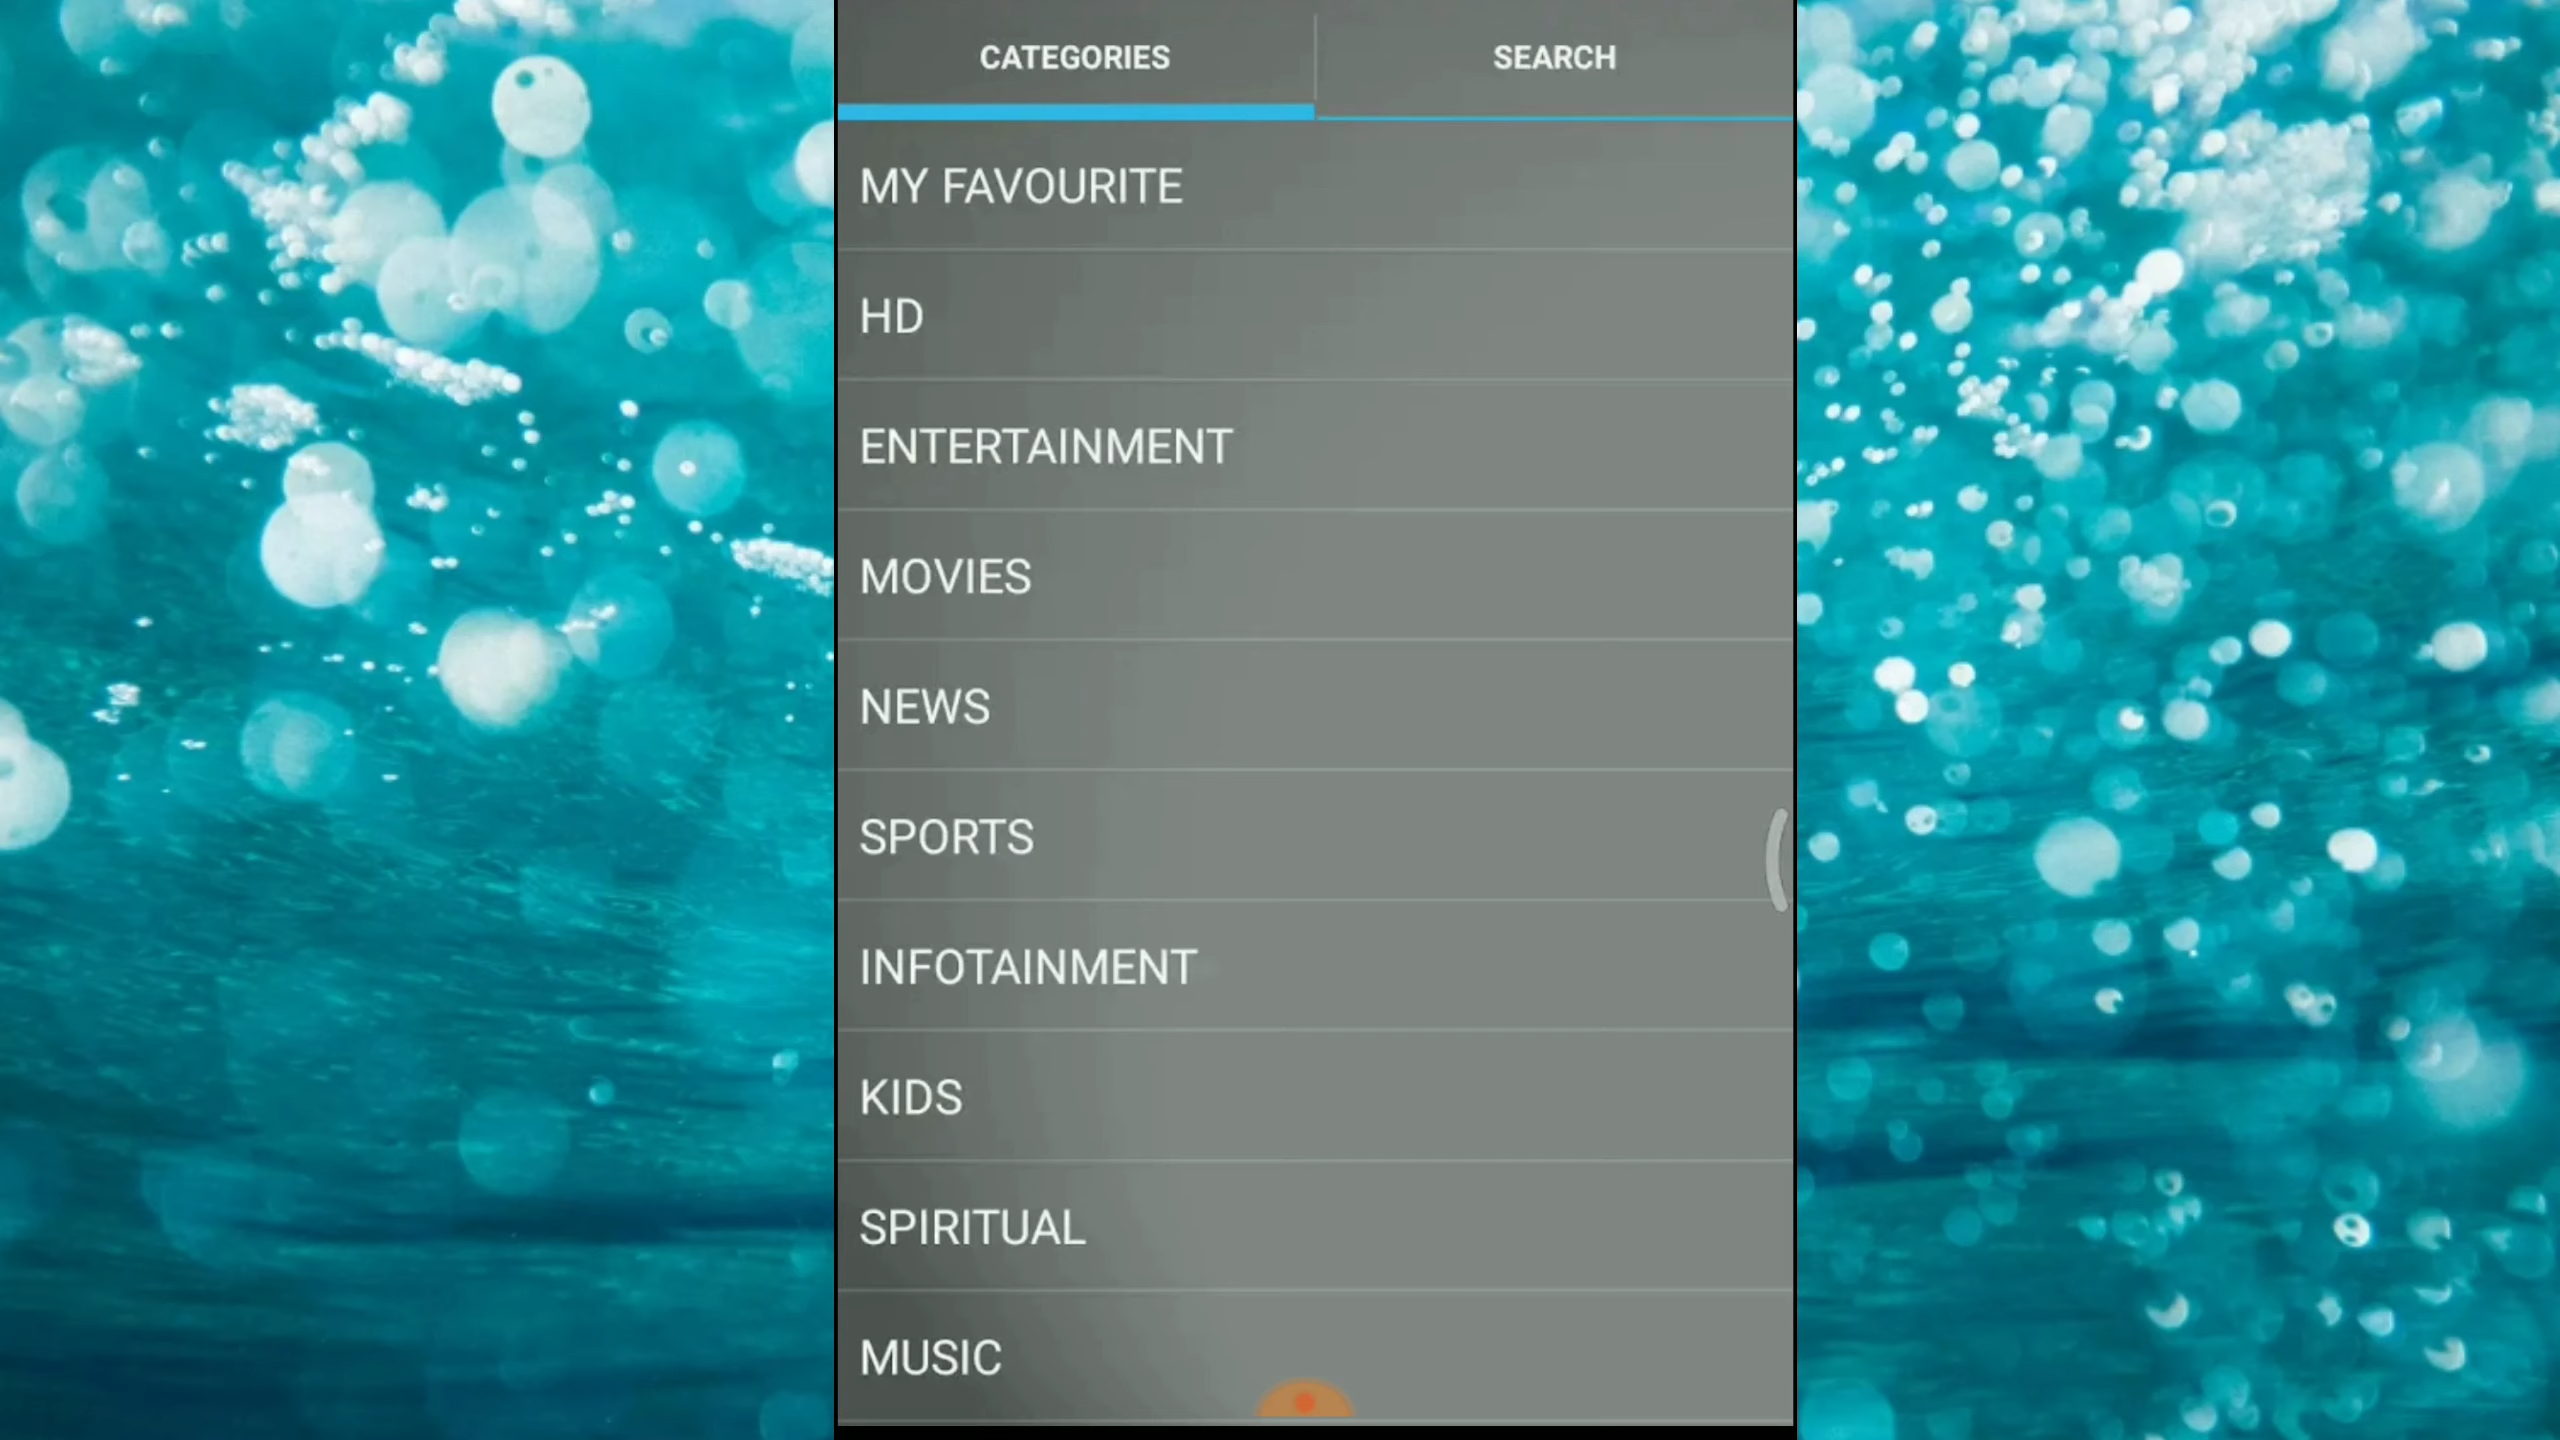 CATEGORIES SEARCH
MY FAVOURITE
HD
ENTERTAINMENT
MOVIES
NEWS
SPORTS
INFOTAINMENT
KIDS
SPIRITUAL
MUSIC